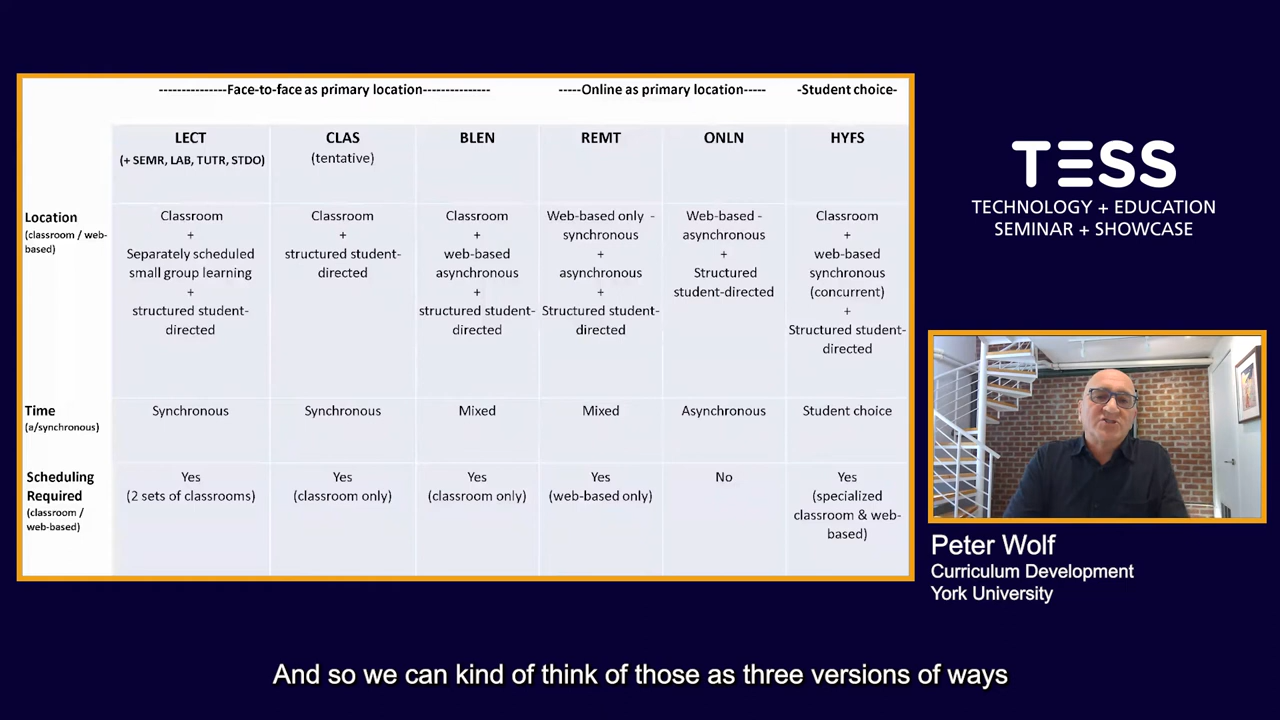 ---------------Face-to-face as primary location---------------
-----Online as primary location-----
-Student choice-
LECT
(+ SEMR, LAB, TUTR, STDO)
CLAS
(tentative)
BLEN
REMT
ONLN
HYFS
Location
(classroom / web-
based)
Classroom
+
Separately scheduled
small group learning
+
structured student-
directed
Classroom
+
structured student-
directed
Classroom
+
web-based
asynchronous
+
structured student-
directed
Web-based only -
synchronous
+
asynchronous
+
Structured student-
directed
Web-based -
asynchronous
+
Structured
student-directed
Classroom
+
web-based
synchronous
(concurrent)
+
Structured student-
directed
Time
(a/synchronous)
Synchronous
Synchronous
Mixed
Mixed
Asynchronous
Student choice
Scheduling
Required
(classroom /
web-based)
Yes
(2 sets of classrooms)
Yes
(classroom only)
Yes
(classroom only)
Yes
(web-based only)
No
Yes
(specialized
classroom & web-
based)
TESS
TECHNOLOGY + EDUCATION
SEMINAR + SHOWCASE
Peter Wolf
Curriculum Development
York University
And so we can kind of think of those as three versions of ways